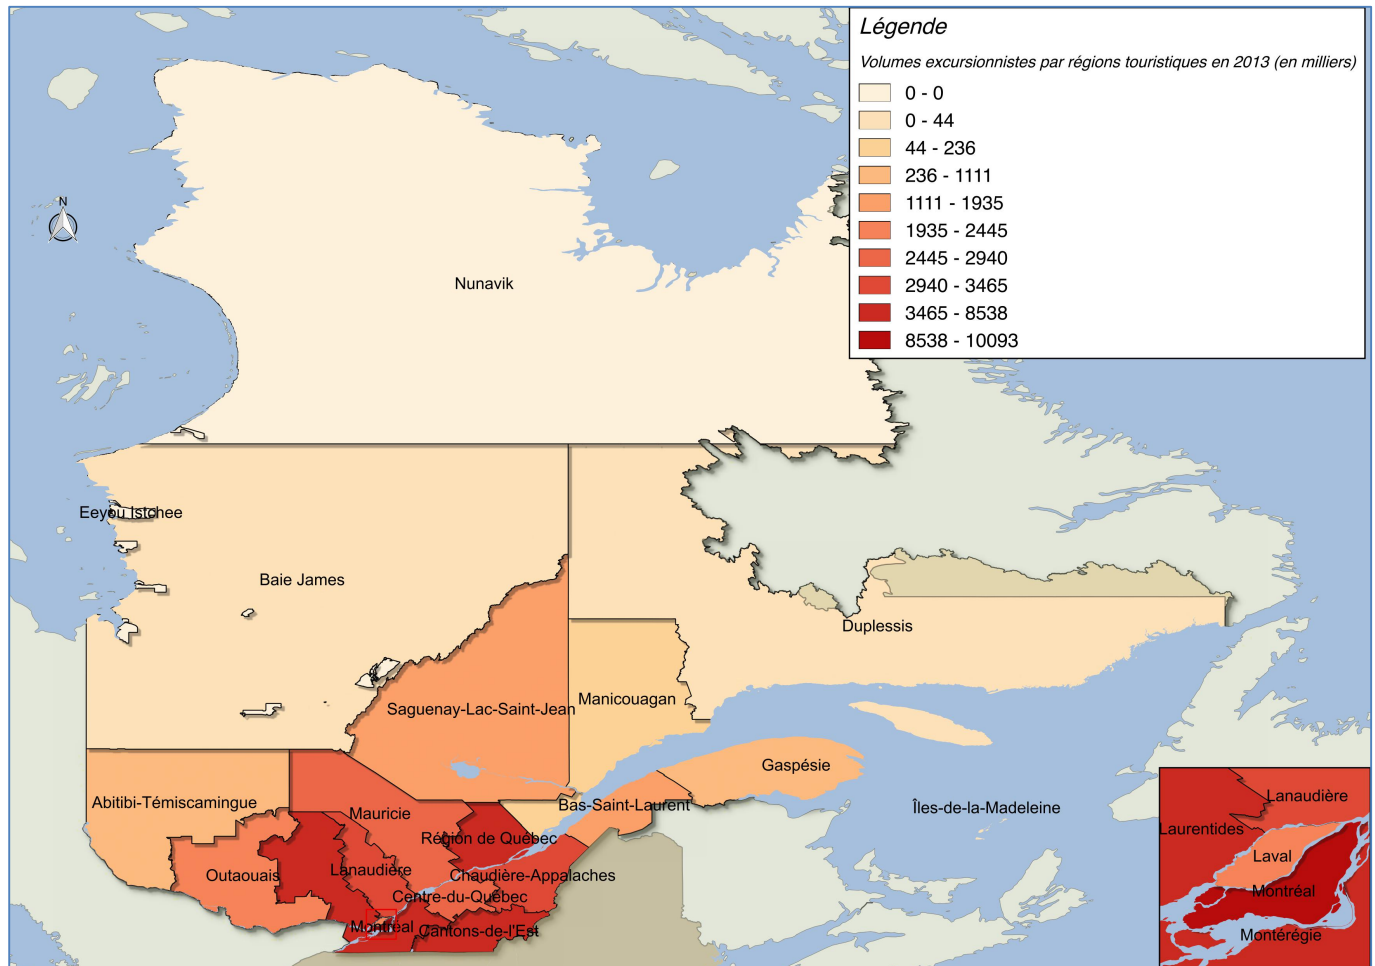 Légende
Volumes excursionnistes par régions touristiques en 2013 (en milliers)
0 - 0
0 - 44
44 - 236
236 - 1111
1111 - 1935
1935 - 2445
2445 - 2940
2940 - 3465
3465 - 8538
8538 - 10093
N
Nunavik
Eeyou Istchee
Baie James
Duplessis
Manicouagan
Saguenay-Lac-Saint-Jean
Gaspésie
Abitibi-Témiscamingue
Bas-Saint-Laurent
Îles-de-la-Madeleine
Mauricie
Région de Québec
Outaouais
Lanaudière
Chaudière-Appalaches
Centre-du-Québec
Montréal
Cantons-de-l'Est
Lanaudière
Laurentides
Laval
Montréal
Montérégie